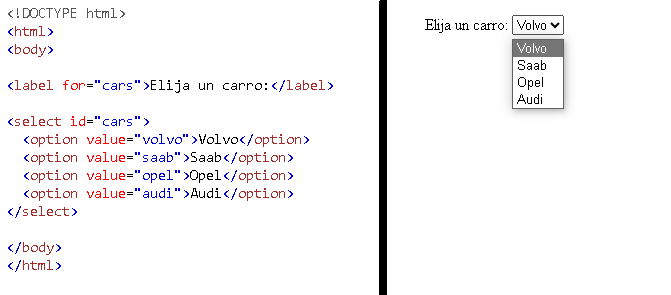 <!DOCTYPE html>
<html>
<body>
<label for="cars">Elija un carro:</label>
<select id="cars">
<option value="volvo">Volvo</option>
<option value="saab">Saab</option>
<option value="opel">Opel</option>
<option value="audi">Audi</option>
</select>
</body>
</html>
Elija un carro: Volvo
Volvo
Saab
Opel
Audi